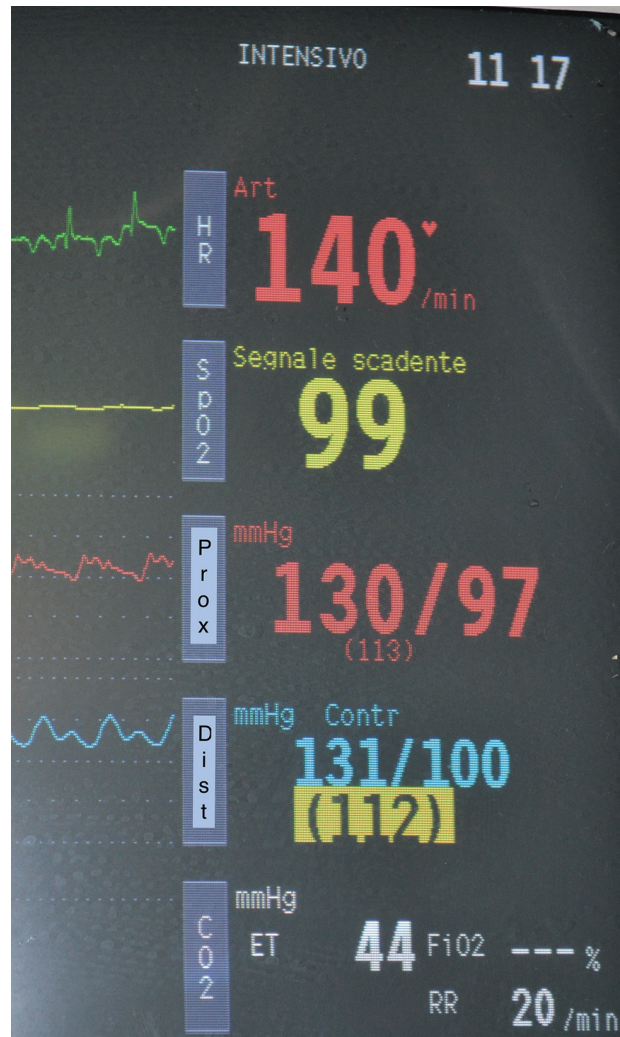 INTENSIVO 11 17
HR
Art
140 ♥ /min
SpO2
Segnale scadente
99
Prox
mmHg
130/97
(113)
Dist
mmHg Contr
131/100
(112)
CO2
mmHg
ET 44 FiO2 --- %
RR 20 /min